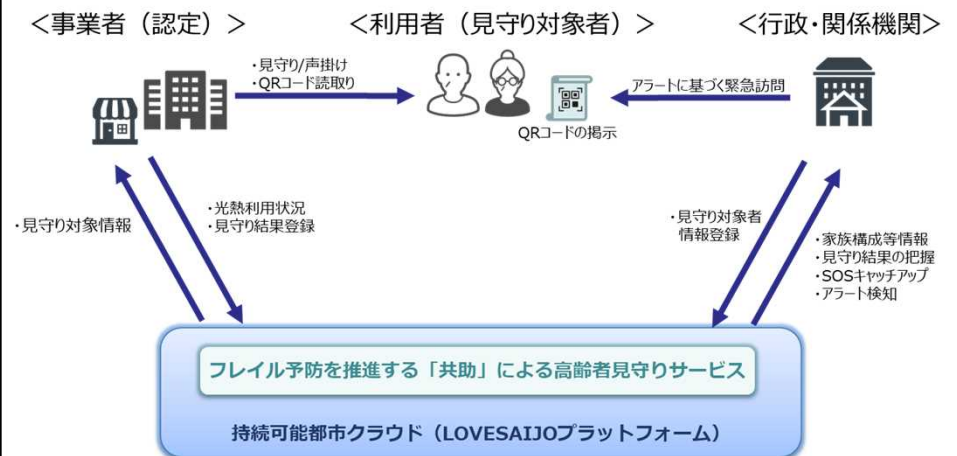 ＜事業者（認定）＞
＜利用者（見守り対象者）＞
＜行政・関係機関＞
・見守り/声掛け
・QRコード読取り
アラートに基づく緊急訪問
QRコードの掲示
・見守り対象情報
・光熱利用状況
・見守り結果登録
・見守り対象者
情報登録
・家族構成等情報
・見守り結果の把握
・SOSキャッチアップ
・アラート検知
フレイル予防を推進する「共助」による高齢者見守りサービス
持続可能都市クラウド（LOVESAIJOプラットフォーム）